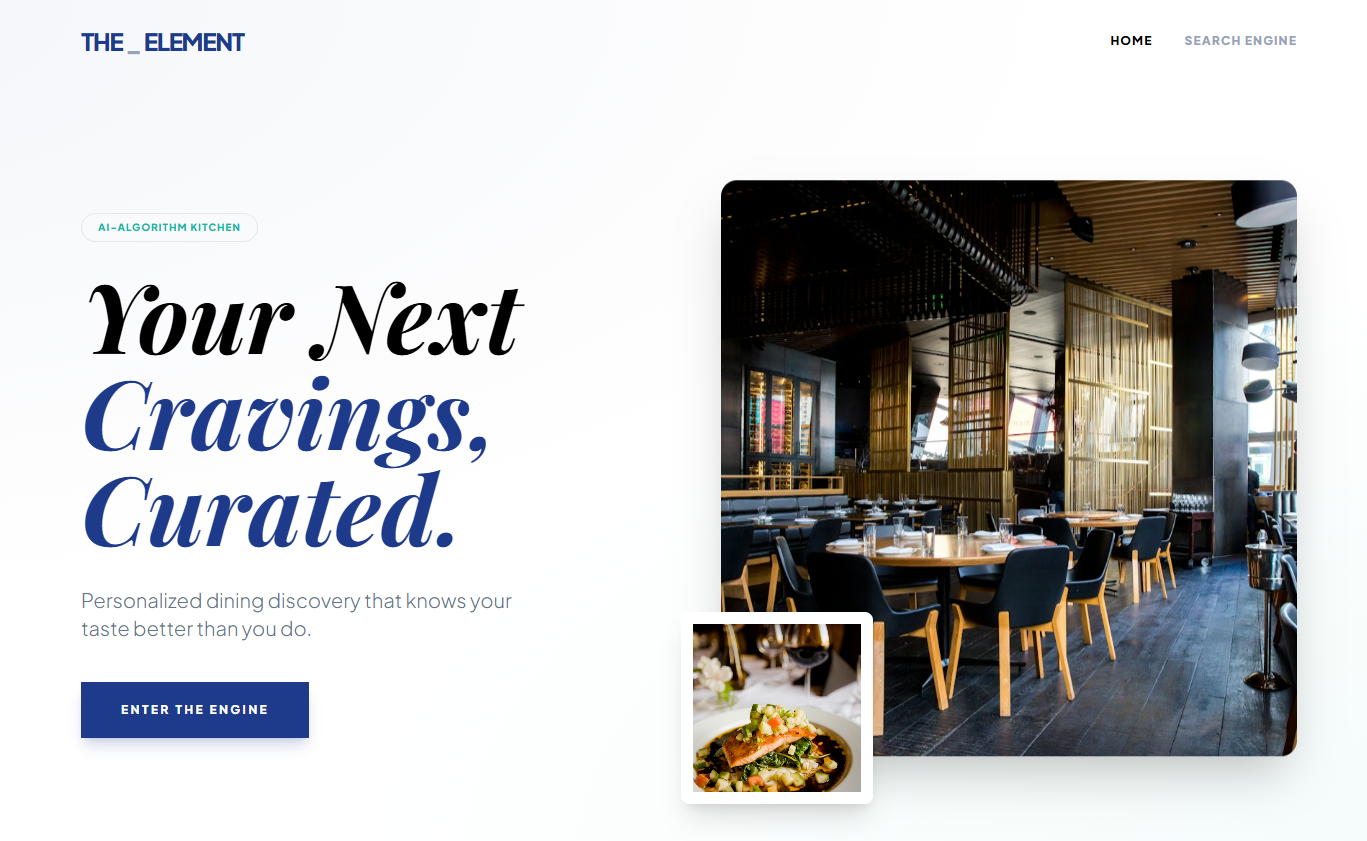 THE _ ELEMENT
HOME
SEARCH ENGINE
AI-ALGORITHM KITCHEN
Your Next
Cravings,
Curated.
Personalized dining discovery that knows your
taste better than you do.
ENTER THE ENGINE